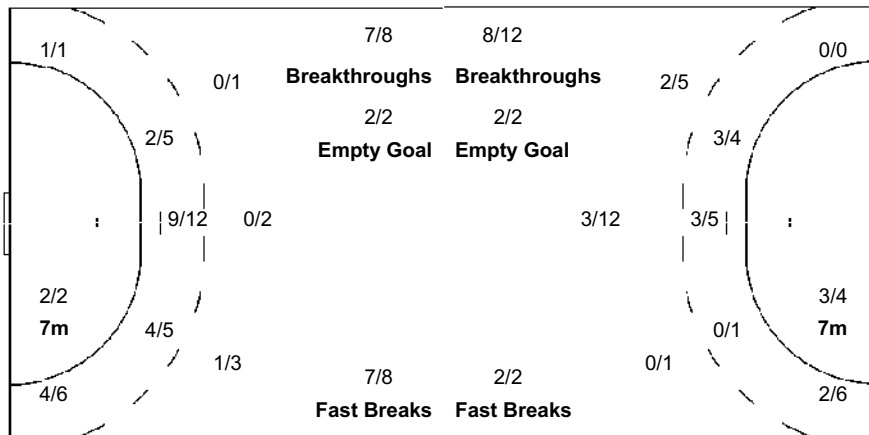 7/8 8/12
1/1 0/0
Breakthroughs Breakthroughs
0/1 2/5
2/2 2/2
2/5 3/4
Empty Goal Empty Goal
9/12 0/2 3/12 3/5
2/2 3/4
7m 7m
4/5 0/1
1/3 0/1
7/8 2/2
4/6 2/6
Fast Breaks Fast Breaks